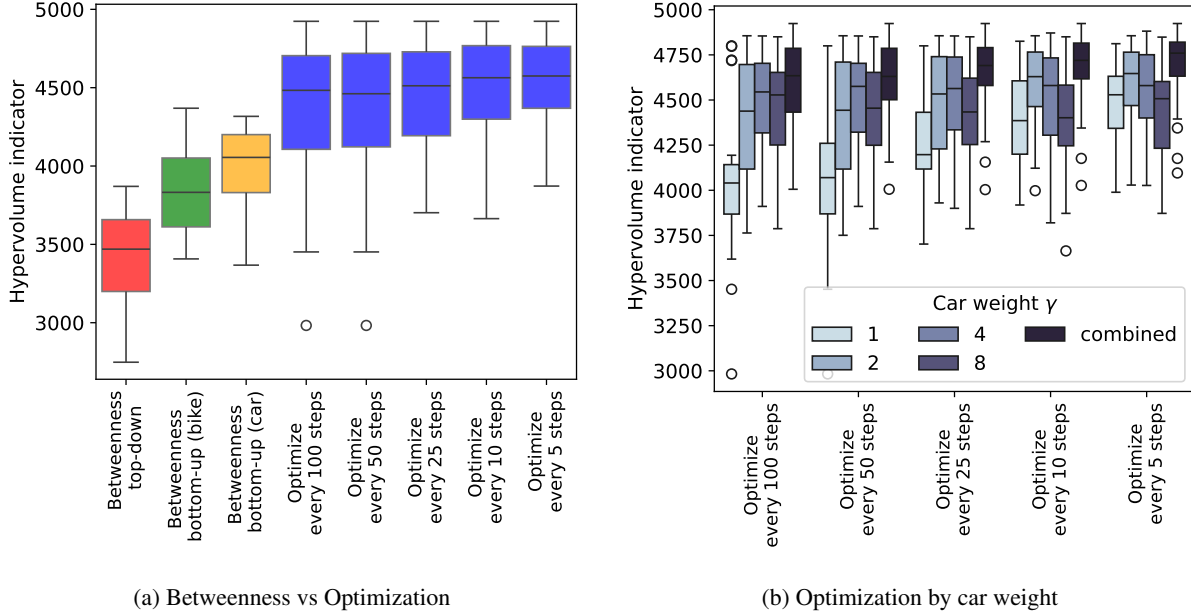 Hypervolume indicator
5000
4500
4000
3500
3000
Betweenness
top-down
Betweenness
bottom-up (bike)
Betweenness
bottom-up (car)
Optimize
every 100 steps
Optimize
every 50 steps
Optimize
every 25 steps
Optimize
every 10 steps
Optimize
every 5 steps
(a) Betweenness vs Optimization
Hypervolume indicator
5000
4750
4500
4250
4000
3750
3500
3250
3000
Car weight γ
1 4 combined
2 8
Optimize
every 100 steps
Optimize
every 50 steps
Optimize
every 25 steps
Optimize
every 10 steps
Optimize
every 5 steps
(b) Optimization by car weight